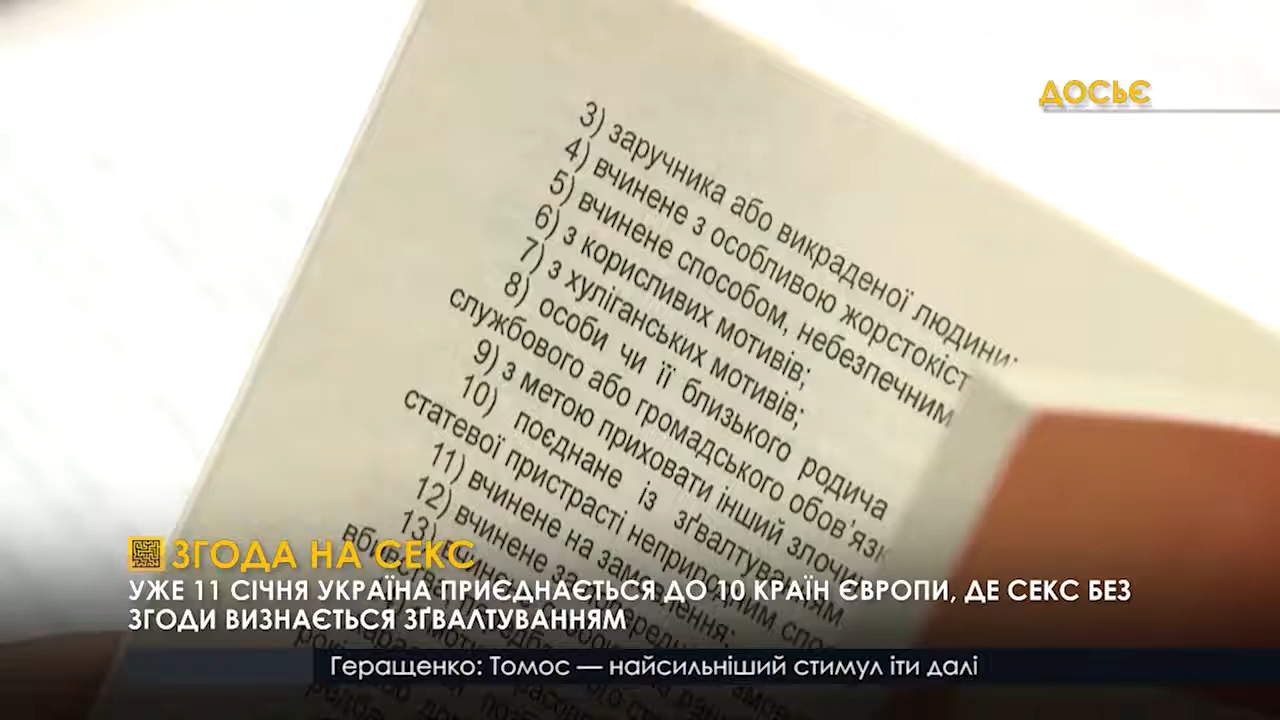 ДОСЬЄ
3) заручника або викраденої людини;
4) вчинене з особливою жорстокіст
5) вчинене способом, небезпечним
6) з корисливих мотивів;
7) з хуліганських мотивів;
8) особи чи її близького родича
службового або громадського обов'язк
9) з метою приховати інший злочин
10) поєднане із зґвалтуванням
статевої пристрасті неприродним спос
11) вчинене на замовлення;
12) вчинене за
13)
ЗГОДА НА СЕКС
УЖЕ 11 СІЧНЯ УКРАЇНА ПРИЄДНАЄТЬСЯ ДО 10 КРАЇН ЄВРОПИ, ДЕ СЕКС БЕЗ
ЗГОДИ ВИЗНАЄТЬСЯ ЗҐВАЛТУВАННЯМ
Геращенко: Томос — найсильніший стимул іти далі